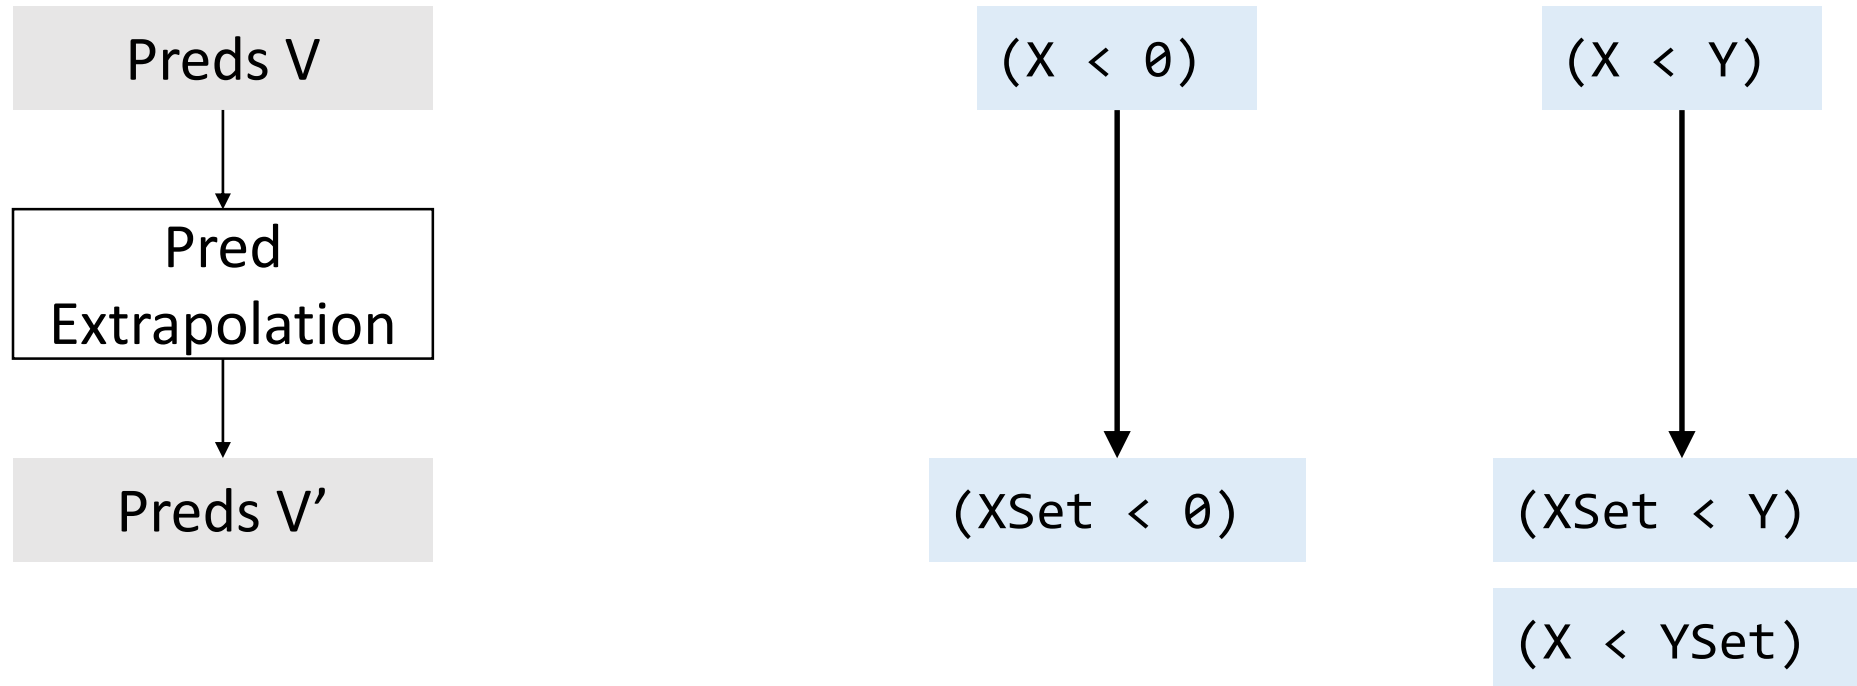 Preds V
(X < 0)
(X < Y)
Pred
Extrapolation
Preds V’
(XSet < 0)
(XSet < Y)
(X < YSet)